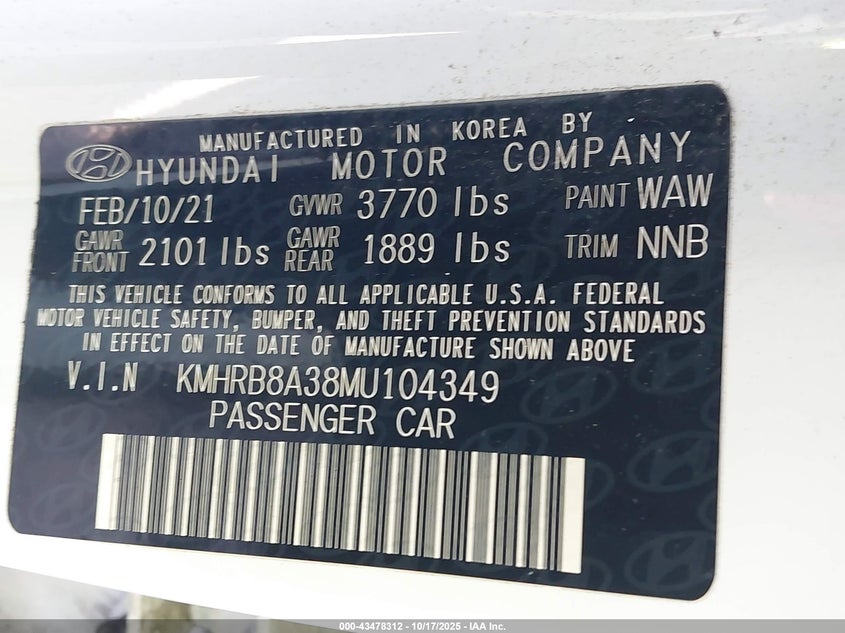 MANUFACTURED IN KOREA BY
HYUNDAI MOTOR COMPANY
FEB/10/21 GVWR 3770 lbs PAINT WAW
GAWR FRONT 2101 lbs GAWR REAR 1889 lbs TRIM NNB
THIS VEHICLE CONFORMS TO ALL APPLICABLE U.S.A. FEDERAL
MOTOR VEHICLE SAFETY, BUMPER, AND THEFT PREVENTION STANDARDS
IN EFFECT ON THE DATE OF MANUFACTURE SHOWN ABOVE
V.I.N KMHRB8A38MU104349
PASSENGER CAR
000-43478312 - 10/17/2025 - IAA Inc.